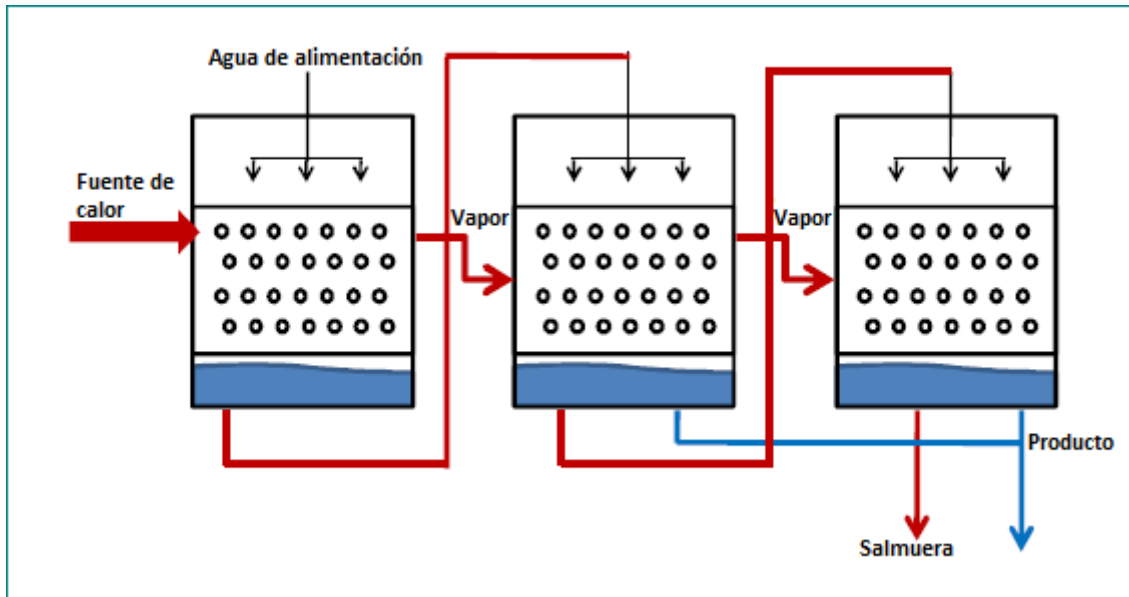 Agua de alimentación
Fuente de
calor
Vapor
Vapor
Producto
Salmuera